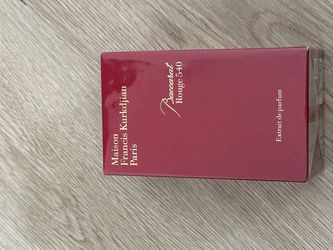 Maison
Francis Kurkdjian
Paris
Baccarat
Rouge 540
Extrait de parfum